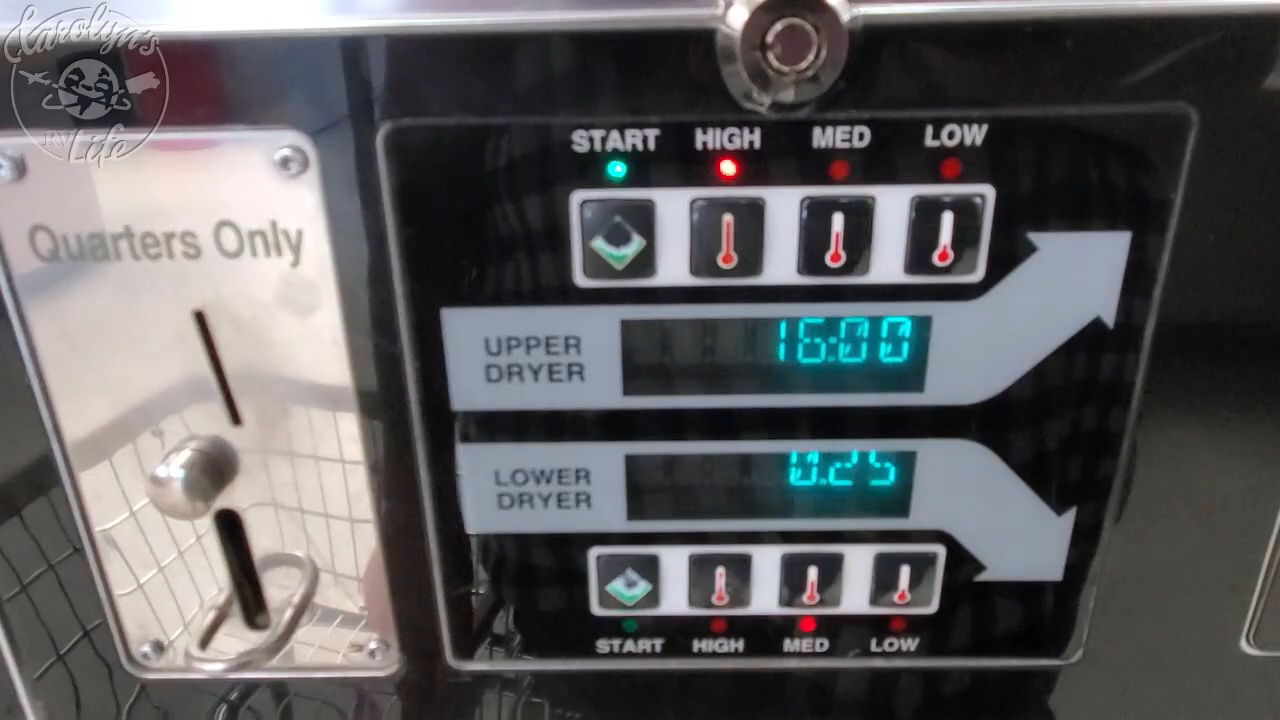 Karolyn's
RV Life
Quarters Only
START HIGH MED LOW
UPPER
DRYER
16:00
LOWER
DRYER
0.25
START HIGH MED LOW